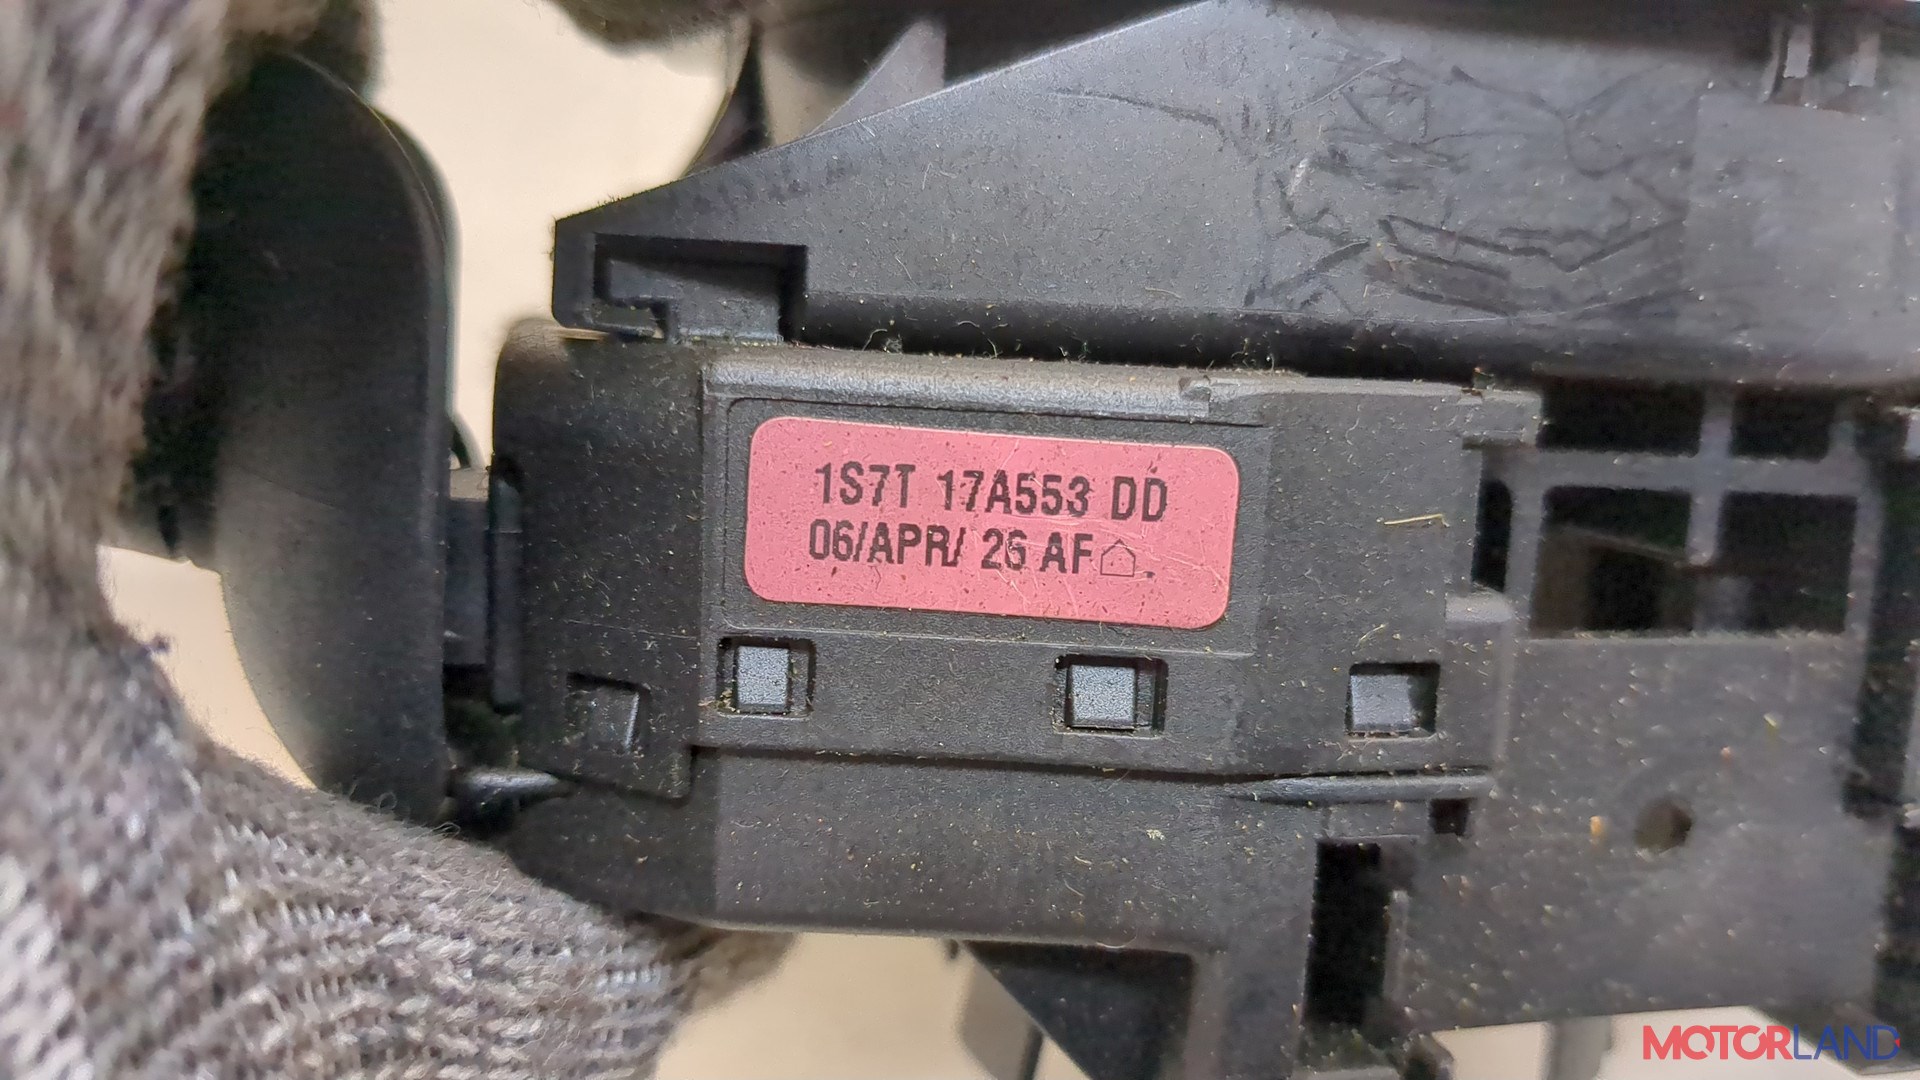 1S7T 17A553 DD
06/APR/ 26 AF
MOTORLAND